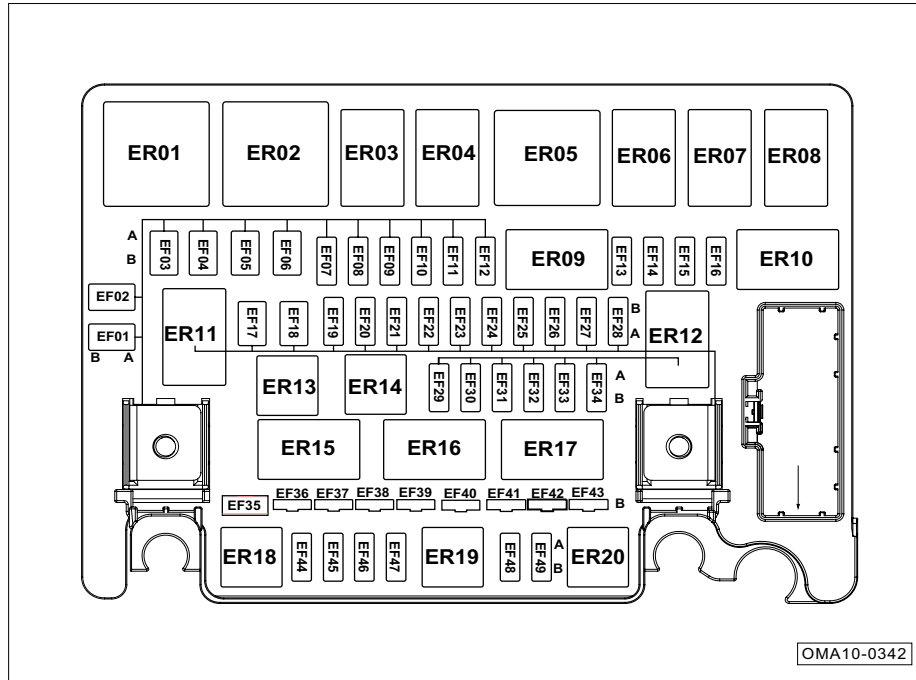 ER01 ER02 ER03 ER04 ER05 ER06 ER07 ER08
A
B
EF03 EF04 EF05 EF06 EF07 EF08 EF09 EF10 EF11 EF12 ER09 EF13 EF14 EF15 EF16 ER10
EF02
EF01
B A
ER11 EF17 EF18 EF19 EF20 EF21 EF22 EF23 EF24 EF25 EF26 EF27 EF28 B
A
ER12
ER13 ER14 EF29 EF30 EF31 EF32 EF33 EF34 A
B
ER15 ER16 ER17
EF35 EF36 EF37 EF38 EF39 EF40 EF41 EF42 EF43 B
ER18 EF44 EF45 EF46 EF47 ER19 EF48 EF49 A
B
ER20
OMA10-0342